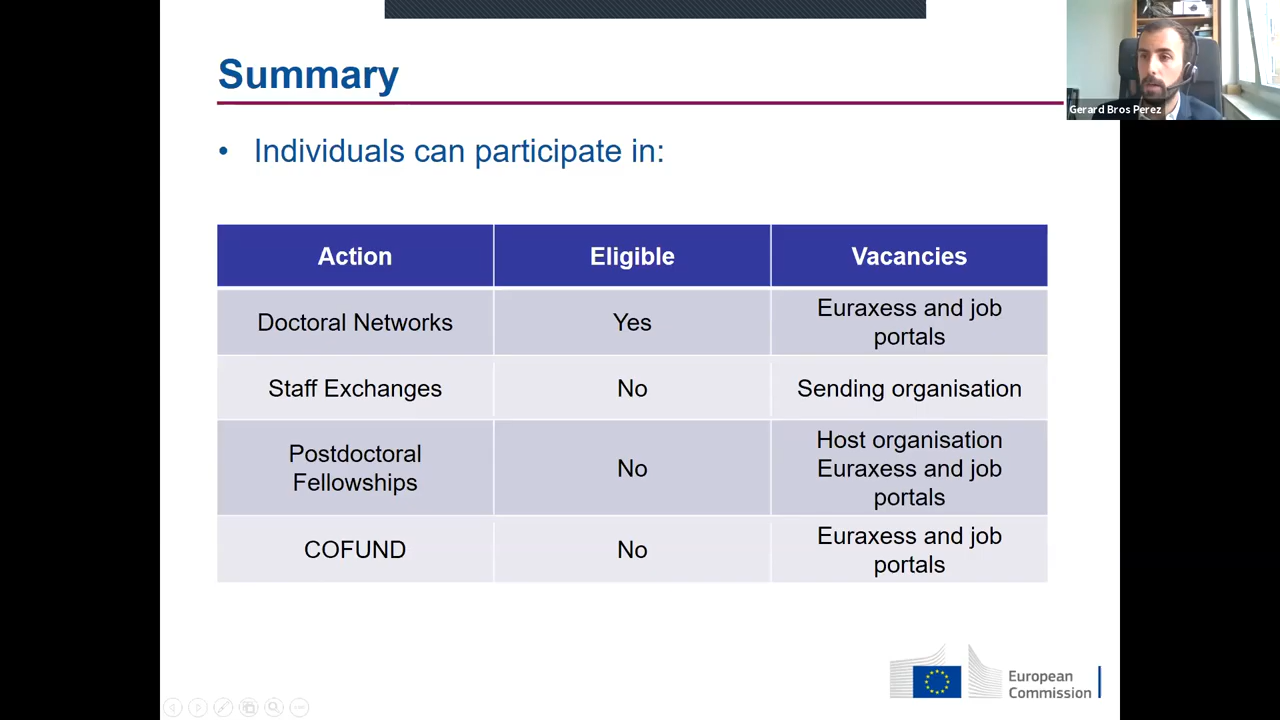 Summary
Gerard Bros Perez
• Individuals can participate in:
Action Eligible Vacancies
Doctoral Networks Yes Euraxess and job
portals
Staff Exchanges No Sending organisation
Postdoctoral
Fellowships
No
Host organisation
Euraxess and job
portals
COFUND No Euraxess and job
portals
European
Commission